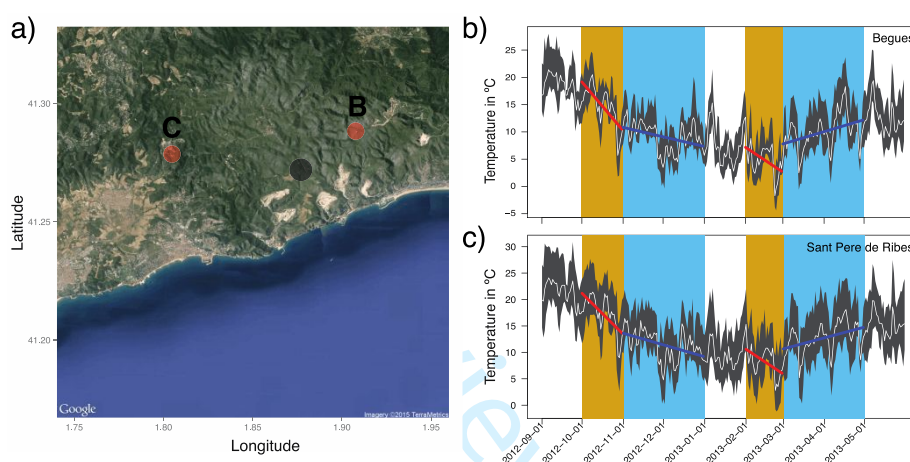 a)
C
B
41.30
41.25
41.20
Latitude
1.75
1.80
1.85
1.90
1.95
Longitude
Google
Imagery ©2015 TerraMetrics
b)
Begues
Temperature in °C
25
20
15
10
5
0
−5
c)
Sant Pere de Ribes
Temperature in °C
30
25
20
15
10
5
0
2012−09−01
2012−10−01
2012−11−01
2012−12−01
2013−01−01
2013−02−01
2013−03−01
2013−04−01
2013−05−01